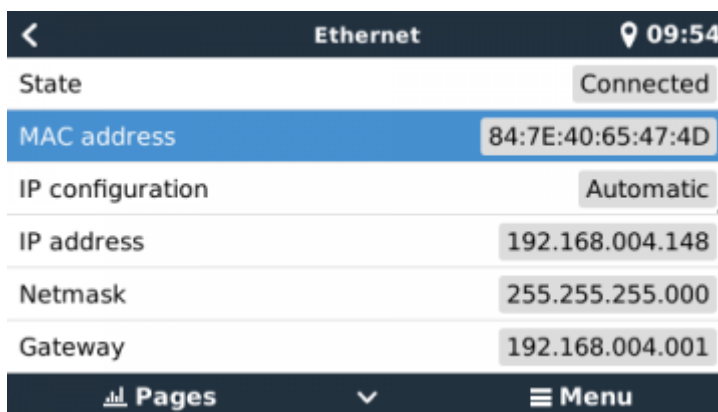 Ethernet 09:54
State Connected
MAC address 84:7E:40:65:47:4D
IP configuration Automatic
IP address 192.168.004.148
Netmask 255.255.255.000
Gateway 192.168.004.001
Pages Menu